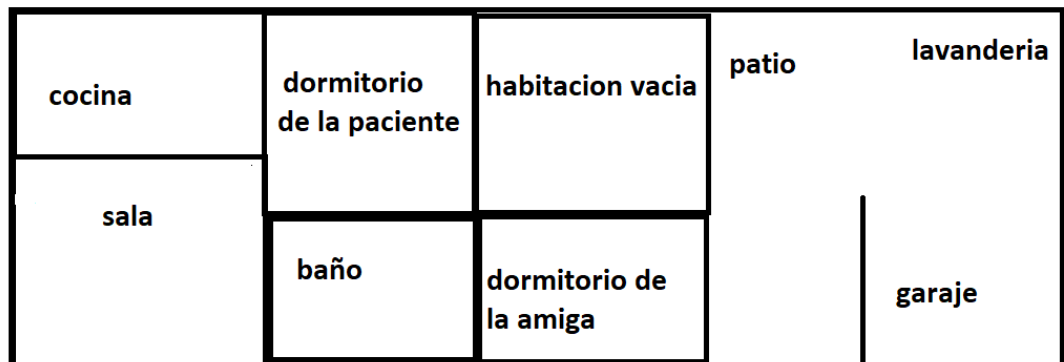 cocina
dormitorio
de la paciente
habitacion vacia
patio
lavanderia
sala
baño
dormitorio de
la amiga
garaje